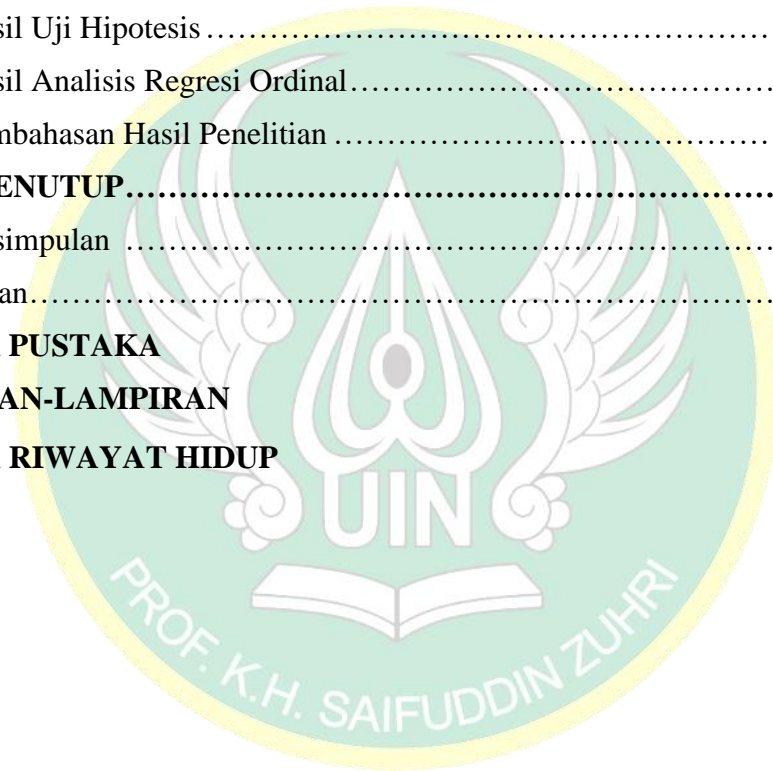 sil Uji Hipotesis ……………………………………………
sil Analisis Regresi Ordinal……………………………………
mbahasan Hasil Penelitian ……………………………………
ENUTUP……………………………………………………………
simpulan ……………………………………………………………
an……………………………………………………………………
PUSTAKA
AN-LAMPIRAN
RIWAYAT HIDUP
UIN
PROF. K.H. SAIFUDDIN ZUHRI